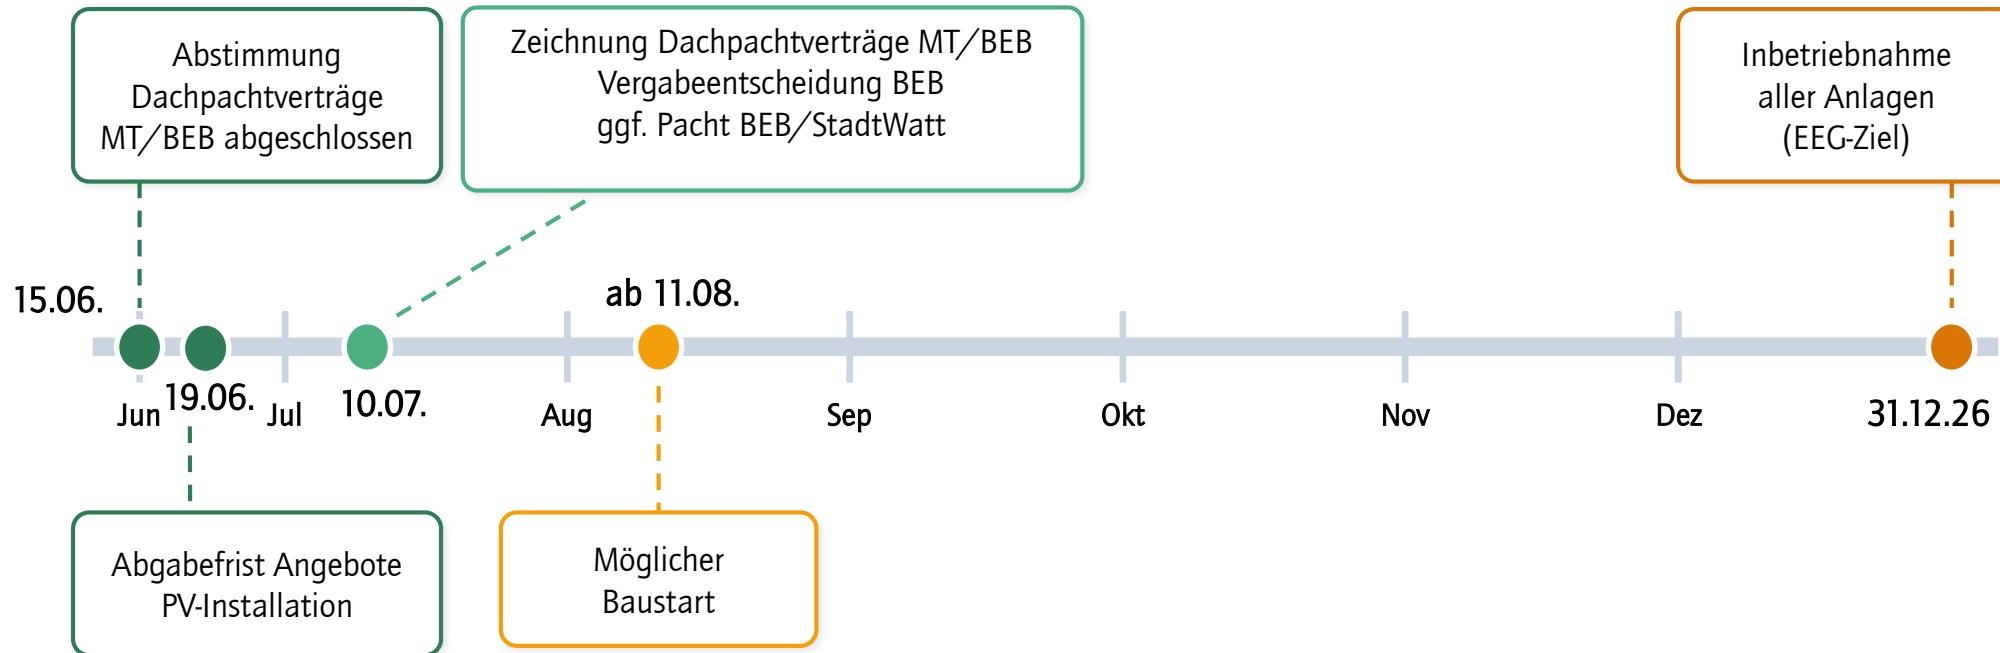 Abstimmung
Dachpachtverträge
MT/BEB abgeschlossen
Zeichnung Dachpachtverträge MT/BEB
Vergabeentscheidung BEB
ggf. Pacht BEB/StadtWatt
Inbetriebnahme
aller Anlagen
(EEG-Ziel)
15.06.
ab 11.08.
19.06.
10.07.
Jun
Jul
Aug
Sep
Okt
Nov
Dez
31.12.26
Abgabefrist Angebote
PV-Installation
Möglicher
Baustart